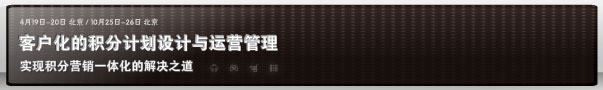 4月19日-20日 北京 / 10月25日-26日 北京
客户化的积分计划设计与运营管理
实现积分营销一体化的解决之道